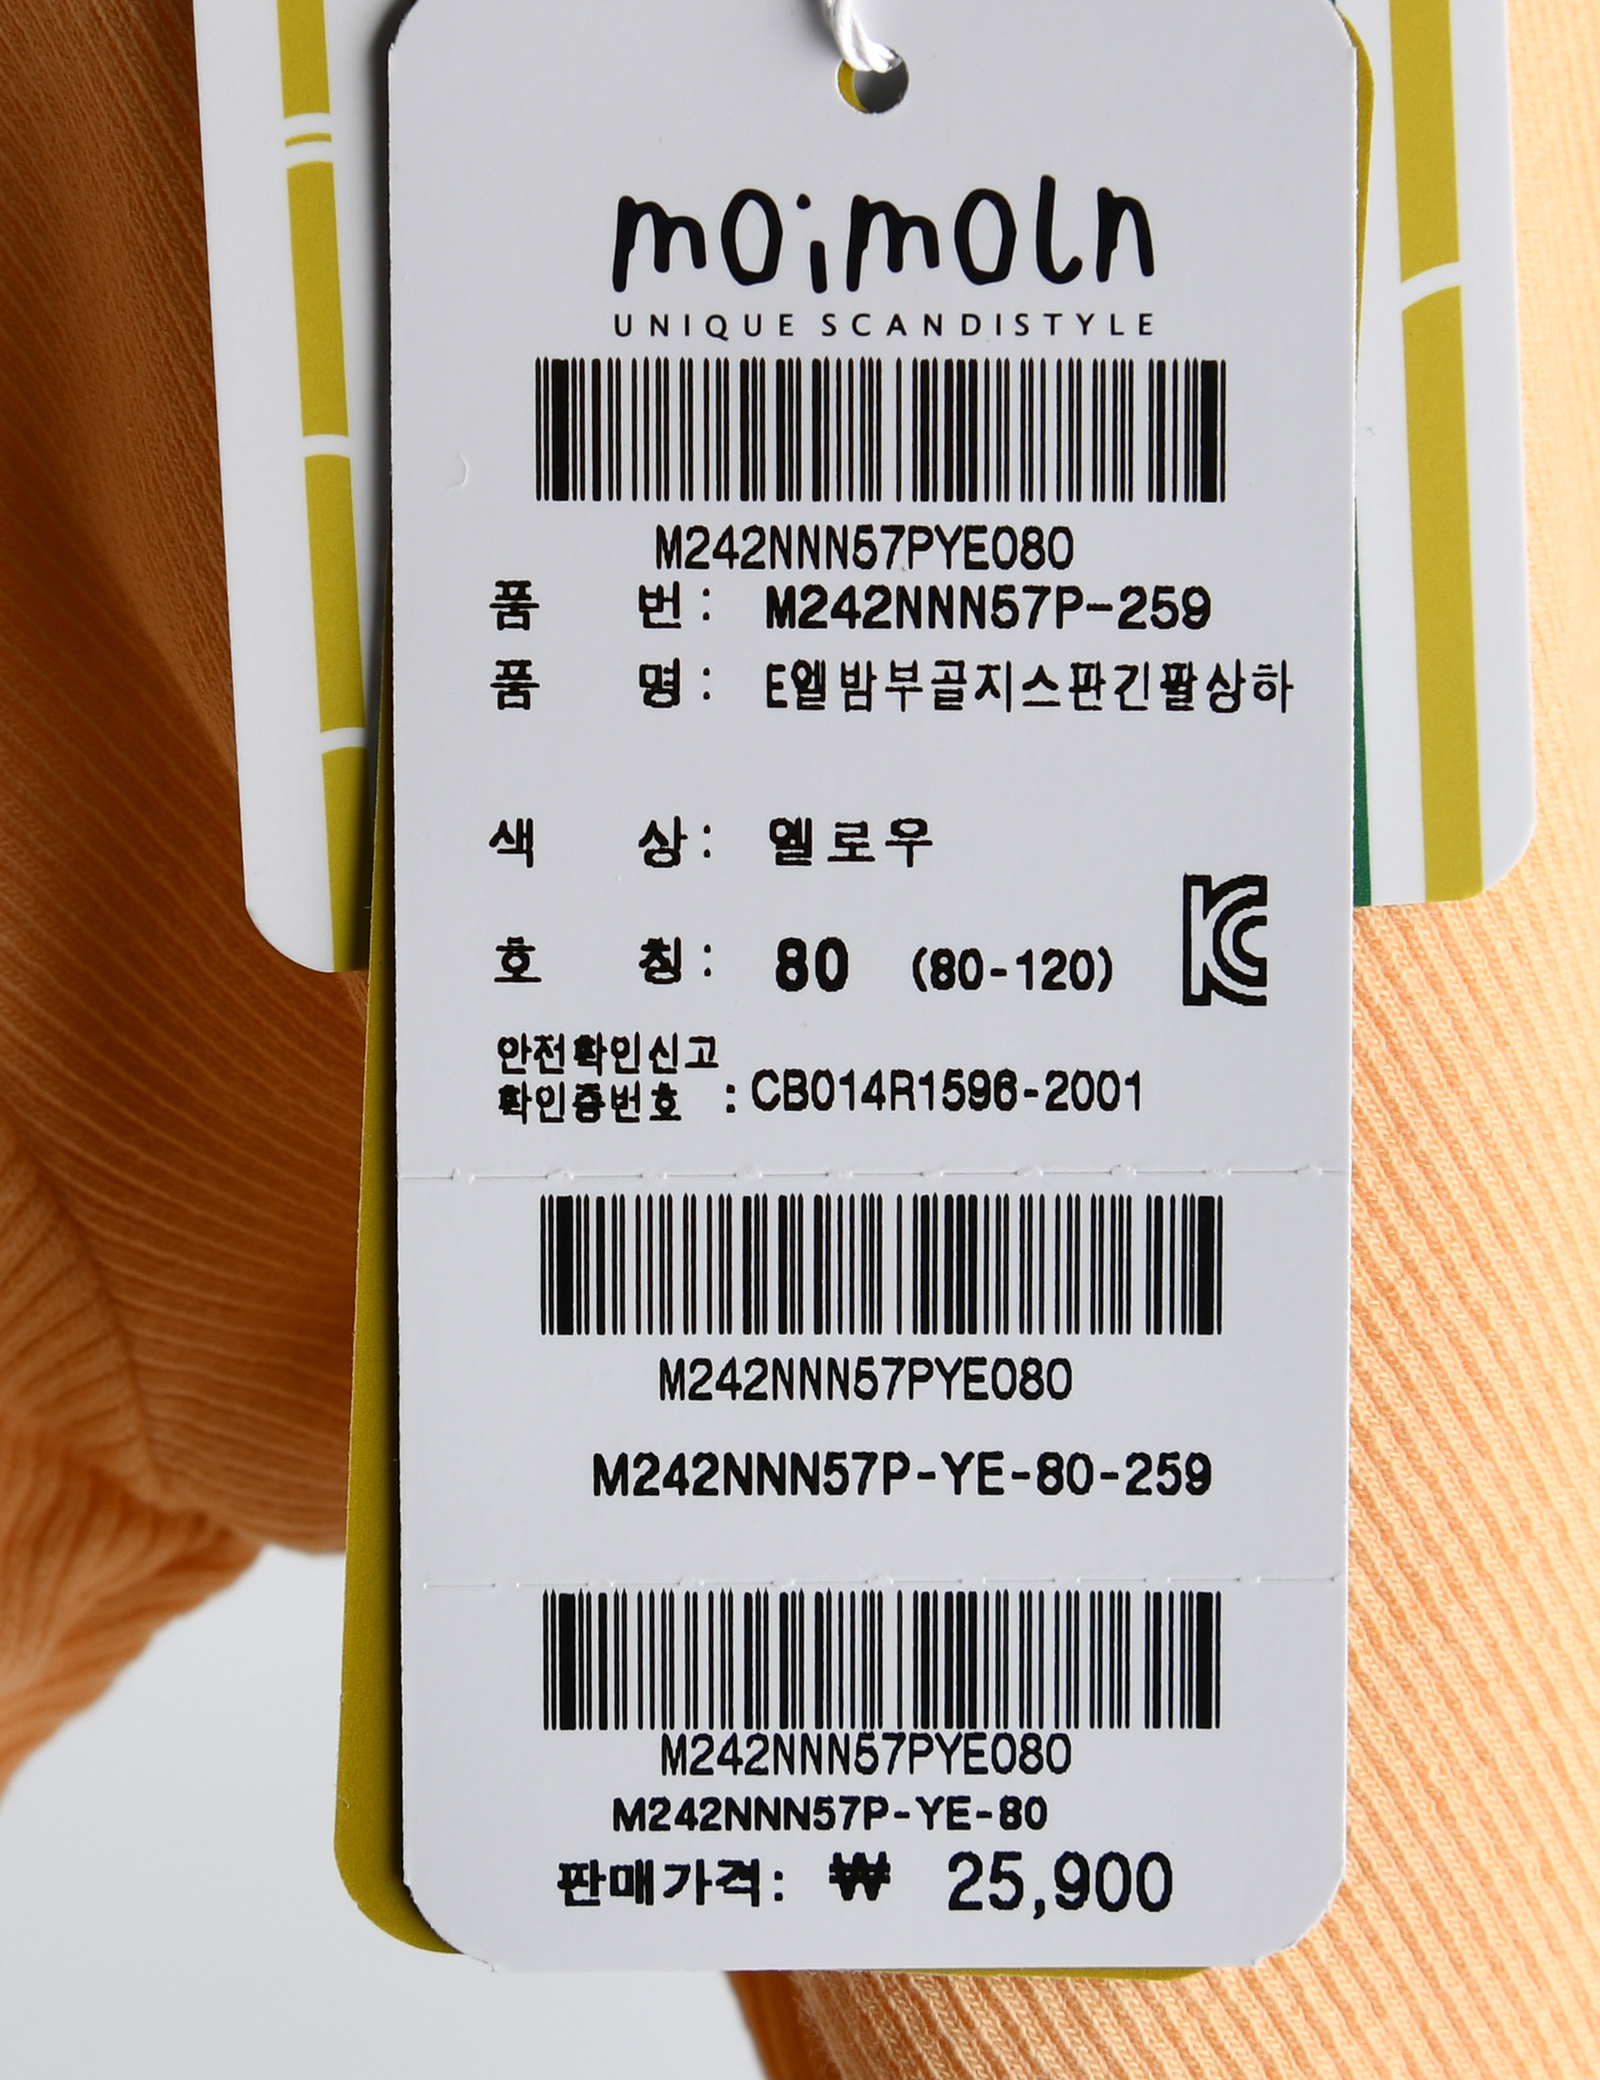 moimoln
UNIQUE SCANDISTYLE
M242NNN57PYE080
품 번: M242NNN57P-259
품 명: E엘밤부골지스판긴팔상하
색 상: 옐로우
호 칭: 80 (80-120)
안전확인신고
확인증번호 : CB014R1596-2001
M242NNN57PYE080
M242NNN57P-YE-80-259
M242NNN57PYE080
M242NNN57P-YE-80
판매가격: ₩ 25,900